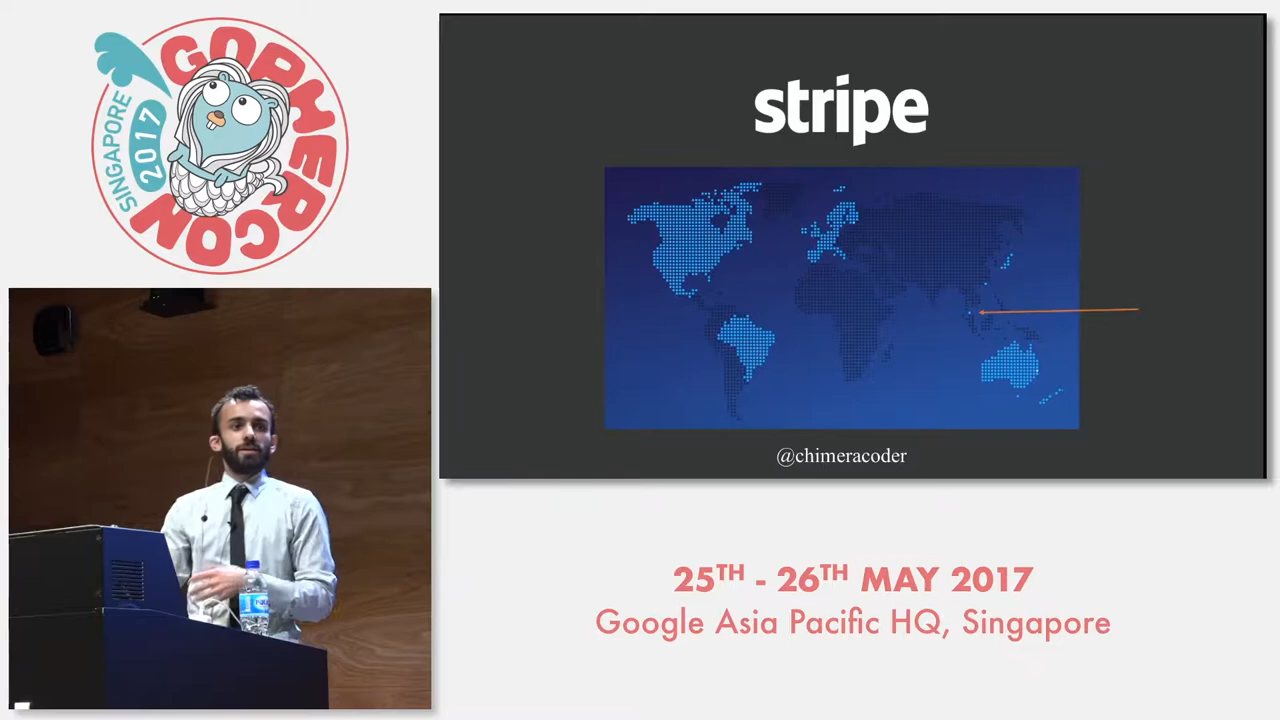 GOPHERCON
SINGAPORE
2017
stripe
@chimeracoder
25TH - 26TH MAY 2017
Google Asia Pacific HQ, Singapore